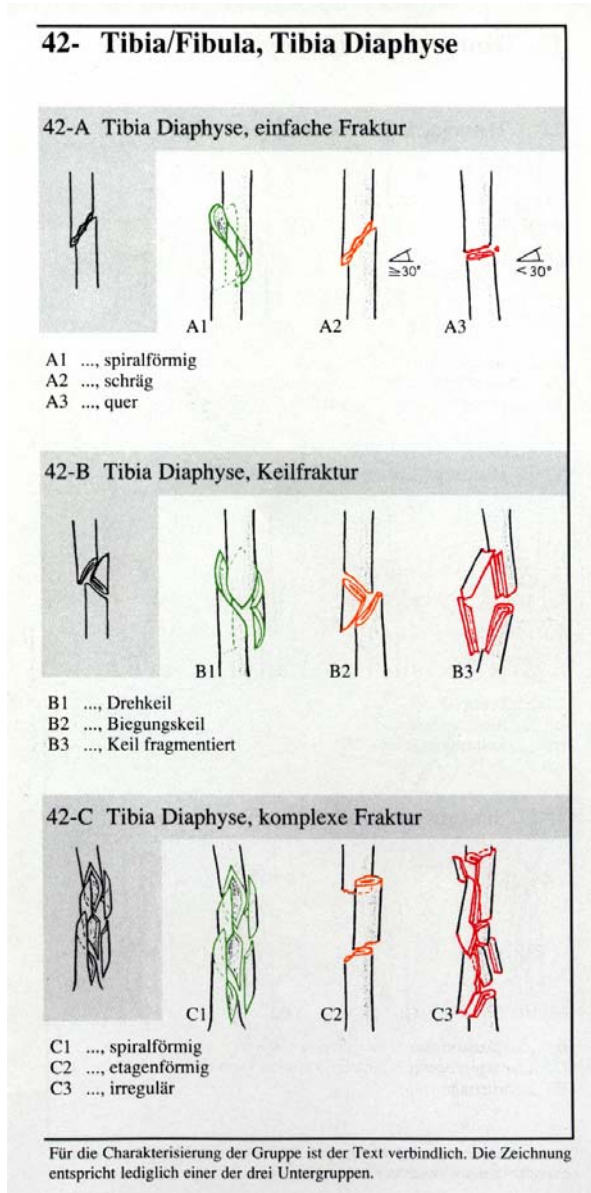 42- Tibia/Fibula, Tibia Diaphyse
42-A Tibia Diaphyse, einfache Fraktur
≥30°
<30°
A1 A2 A3
A1 ..., spiralförmig
A2 ..., schräg
A3 ..., quer
42-B Tibia Diaphyse, Keilfraktur
B1 B2 B3
B1 ..., Drehkeil
B2 ..., Biegungskeil
B3 ..., Keil fragmentiert
42-C Tibia Diaphyse, komplexe Fraktur
C1 C2 C3
C1 ..., spiralförmig
C2 ..., etagenförmig
C3 ..., irregulär
Für die Charakterisierung der Gruppe ist der Text verbindlich. Die Zeichnung
entspricht lediglich einer der drei Untergruppen.